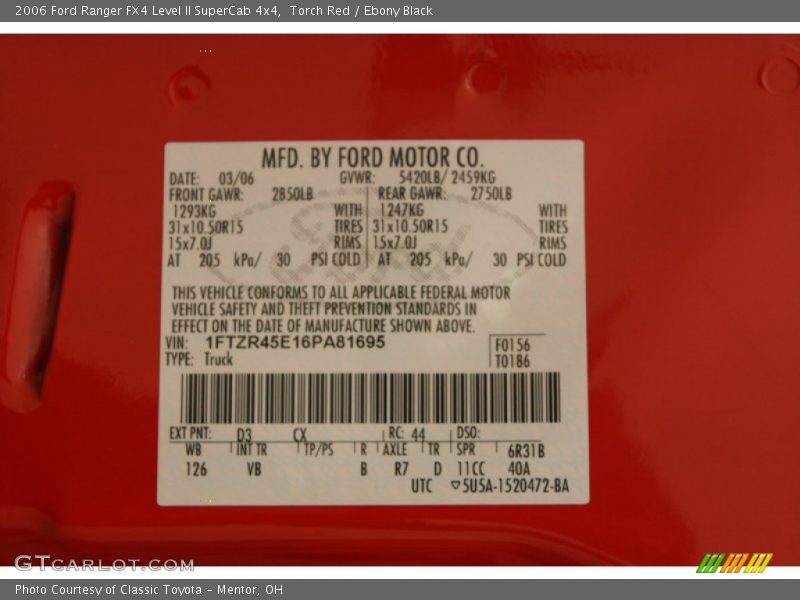 2006 Ford Ranger FX4 Level II SuperCab 4x4, Torch Red / Ebony Black
MFD. BY FORD MOTOR CO.
DATE: 03/06 GVWR: 5420LB/ 2459KG
FRONT GAWR: 2850LB REAR GAWR: 2750LB
1293KG WITH 1247KG WITH
31x10.50R15 TIRES 31x10.50R15 TIRES
15x7.0J RIMS 15x7.0J RIMS
AT 205 kPa/ 30 PSI COLD AT 205 kPa/ 30 PSI COLD
THIS VEHICLE CONFORMS TO ALL APPLICABLE FEDERAL MOTOR
VEHICLE SAFETY AND THEFT PREVENTION STANDARDS IN
EFFECT ON THE DATE OF MANUFACTURE SHOWN ABOVE.
VIN: 1FTZR45E16PA81695 F0156
TYPE: Truck T0186
EXT PNT: D3 CX RC: 44 DSO:
WB INT TR TP/PS R AXLE TR SPR 6R31B
126 VB B R7 D 11CC 40A
UTC ▽5U5A-1520472-BA
GTCARLOT.COM
Photo Courtesy of Classic Toyota - Mentor, OH